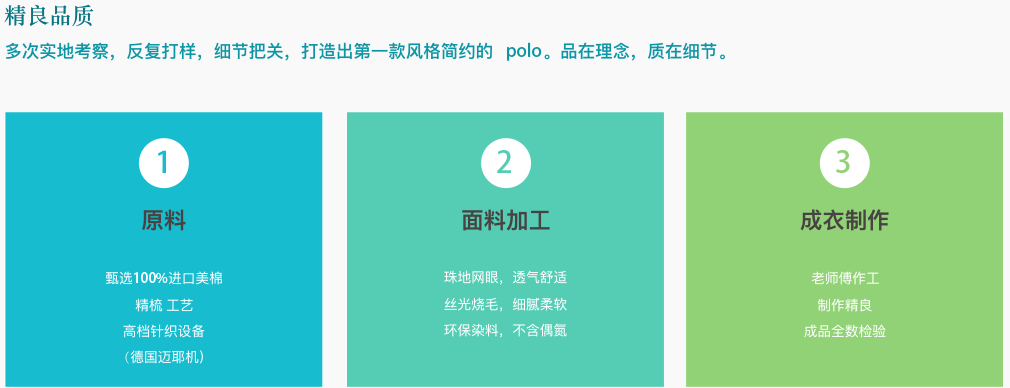 精良品质
多次实地考察，反复打样，细节把关，打造出第一款风格简约的 polo。品在理念，质在细节。
1
原料
甄选100%进口美棉
精梳 工艺
高档针织设备
（德国迈耶机）
2
面料加工
珠地网眼，透气舒适
丝光烧毛，细腻柔软
环保染料，不含偶氮
3
成衣制作
老师傅作工
制作精良
成品全数检验